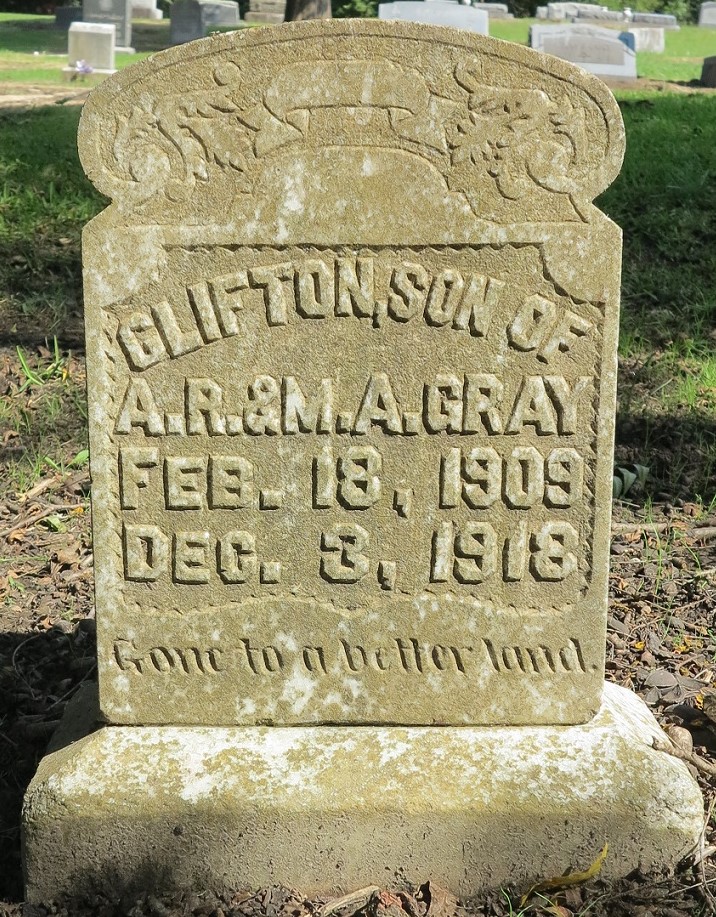 CLIFTON, SON OF
A.R. & M.A. GRAY
FEB. 18, 1909
DEC. 3, 1918
Gone to a better land.